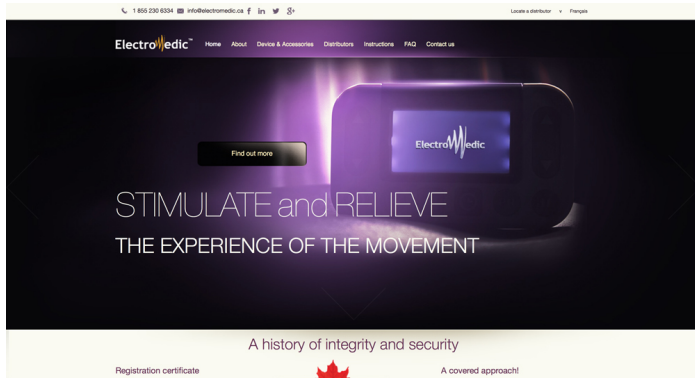 1 855 230 6334 info@electromedic.ca
Locate a distributor v Français
ElectroMedic™ Home About Device & Accessories Distributors Instructions FAQ Contact us
ElectroMedic
Find out more
STIMULATE and RELIEVE
THE EXPERIENCE OF THE MOVEMENT
A history of integrity and security
Registration certificate
A covered approach!